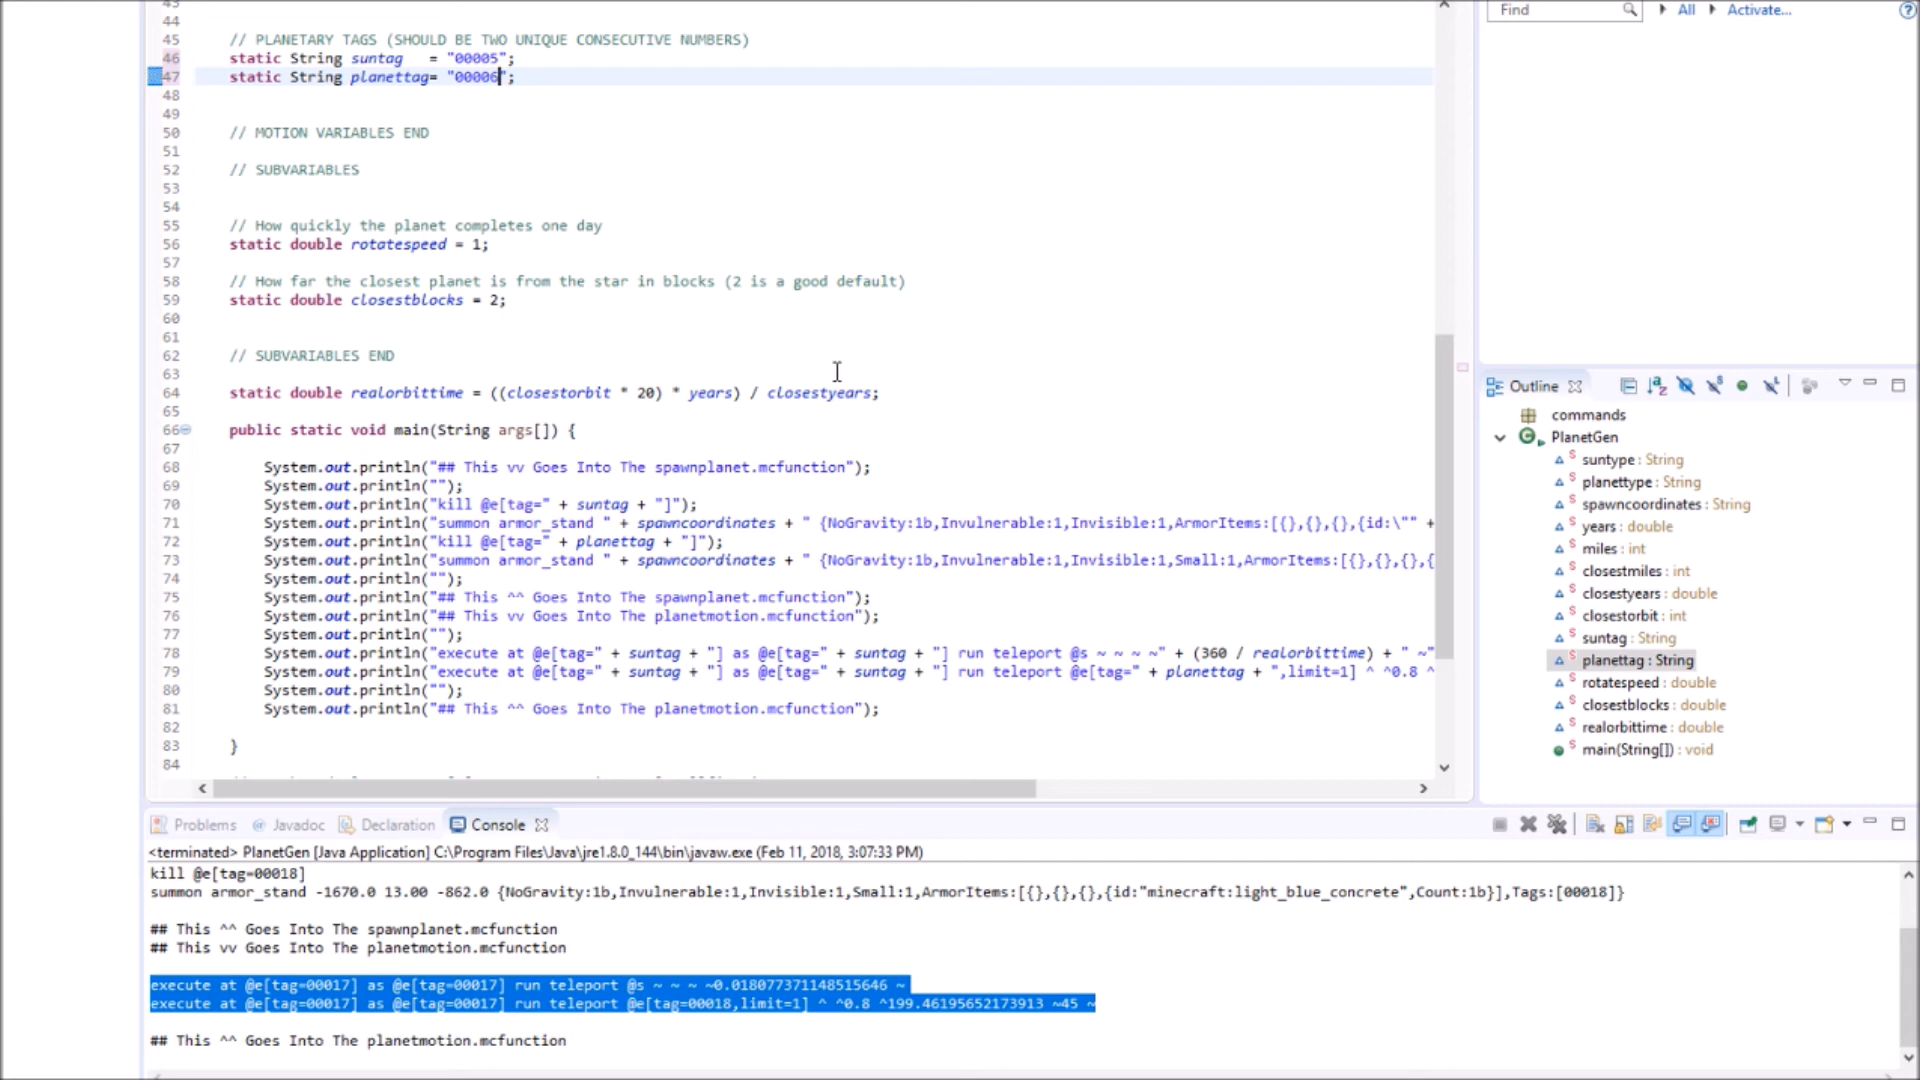 43
44
45 // PLANETARY TAGS (SHOULD BE TWO UNIQUE CONSECUTIVE NUMBERS)
46 static String suntag   = "00005";
47 static String planettag= "00006";
48
49
50 // MOTION VARIABLES END
51
52 // SUBVARIABLES
53
54
55 // How quickly the planet completes one day
56 static double rotatespeed = 1;
57
58 // How far the closest planet is from the star in blocks (2 is a good default)
59 static double closestblocks = 2;
60
61
62 // SUBVARIABLES END
63
64 static double realorbittime = ((closestorbit * 20) * years) / closestyears;
65
66 public static void main(String args[]) {
67
68 System.out.println("## This vv Goes Into The spawnplanet.mcfunction");
69 System.out.println("");
70 System.out.println("kill @e[tag=" + suntag + "]");
71 System.out.println("summon armor_stand " + spawncoordinates + " {NoGravity:1b,Invulnerable:1,Invisible:1,ArmorItems:[{},{},{},{id:\"" +
72 System.out.println("kill @e[tag=" + planettag + "]");
73 System.out.println("summon armor_stand " + spawncoordinates + " {NoGravity:1b,Invulnerable:1,Invisible:1,Small:1,ArmorItems:[{},{},{},{
74 System.out.println("");
75 System.out.println("## This ^^ Goes Into The spawnplanet.mcfunction");
76 System.out.println("## This vv Goes Into The planetmotion.mcfunction");
77 System.out.println("");
78 System.out.println("execute at @e[tag=" + suntag + "] as @e[tag=" + suntag + "] run teleport @s ~ ~ ~ ~" + (360 / realorbittime) + " ~"
79 System.out.println("execute at @e[tag=" + suntag + "] as @e[tag=" + suntag + "] run teleport @e[tag=" + planettag + ",limit=1] ^ ^0.8 ^
80 System.out.println("");
81 System.out.println("## This ^^ Goes Into The planetmotion.mcfunction");
82
83 }
84
Find All Activate...
Outline
commands
PlanetGen
suntype : String
planettype : String
spawncoordinates : String
years : double
miles : int
closestmiles : int
closestyears : double
closestorbit : int
suntag : String
planettag : String
rotatespeed : double
closestblocks : double
realorbittime : double
main(String[]) : void
Problems Javadoc Declaration Console
<terminated> PlanetGen [Java Application] C:\Program Files\Java\jre1.8.0_144\bin\javaw.exe (Feb 11, 2018, 3:07:33 PM)
kill @e[tag=00018]
summon armor_stand -1670.0 13.00 -862.0 {NoGravity:1b,Invulnerable:1,Invisible:1,Small:1,ArmorItems:[{},{},{},{id:"minecraft:light_blue_concrete",Count:1b}],Tags:[00018]}
## This ^^ Goes Into The spawnplanet.mcfunction
## This vv Goes Into The planetmotion.mcfunction
execute at @e[tag=00017] as @e[tag=00017] run teleport @s ~ ~ ~ ~0.018077371148515646 ~
execute at @e[tag=00017] as @e[tag=00017] run teleport @e[tag=00018,limit=1] ^ ^0.8 ^199.46195652173913 ~45 ~
## This ^^ Goes Into The planetmotion.mcfunction